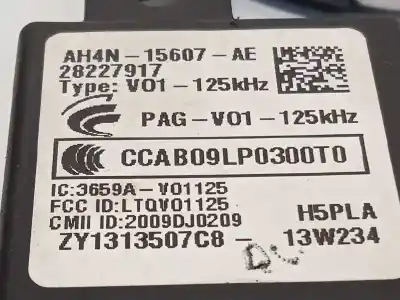 AH4N-15607-AE
28227917
Type: V01-125kHz
PAG-V01-125kHz
CCAB09LP0300T0
IC:3659A-V01125
FCC ID:LTQV01125
CMII ID:2009DJ0209
H5PLA
ZY1313507C8- 13W234